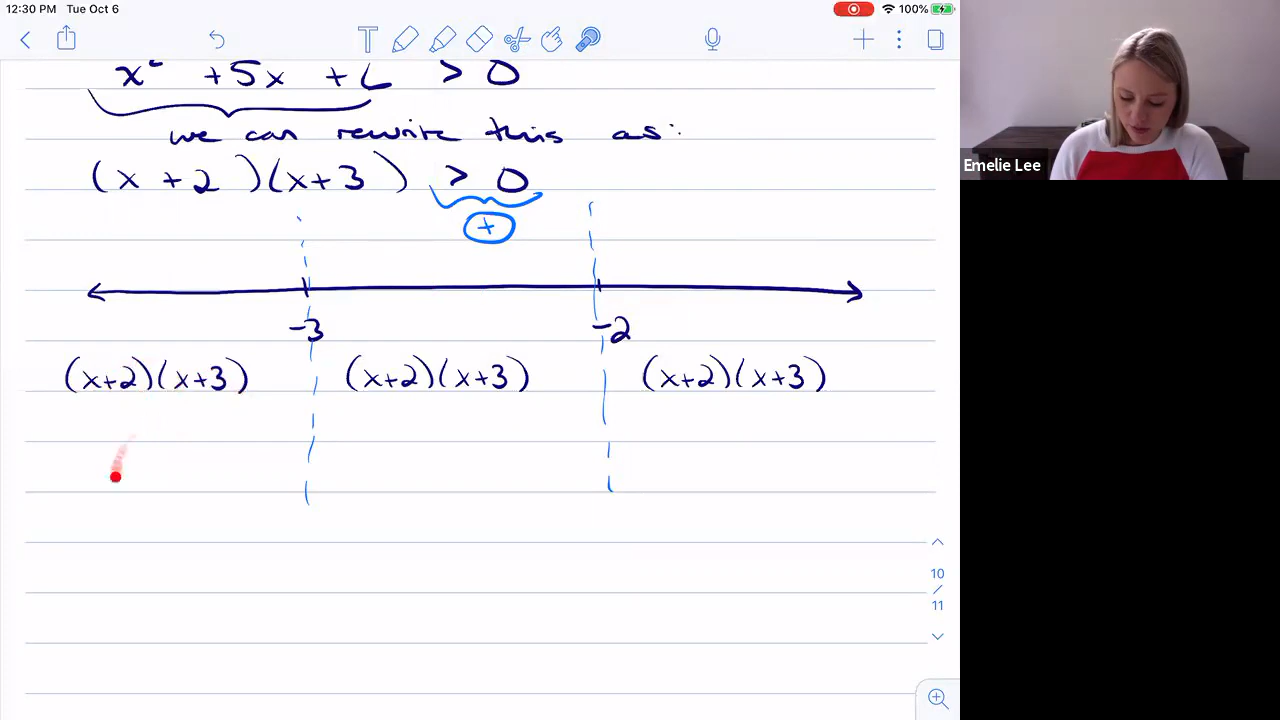 12:30 PM Tue Oct 6
100%
x² +5x +6 > 0
we can rewrite this as:
(x +2)(x+3) > 0
+
-3 -2
(x+2)(x+3) (x+2)(x+3) (x+2)(x+3)
10
/
11
T
Emelie Lee